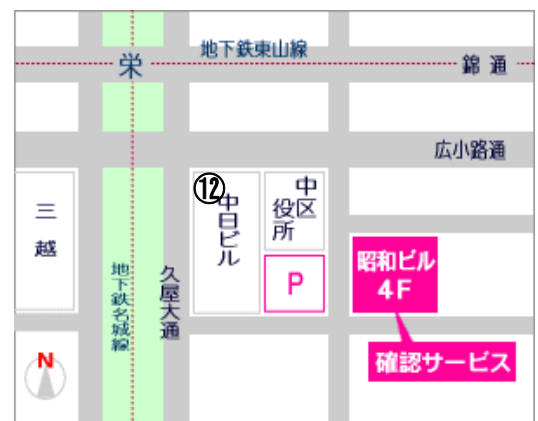 地下鉄東山線
栄
錦通
広小路通
⑫
中日ビル
中区
役所
三越
P
昭和ビル
4F
地下鉄名城線
久屋大通
N
確認サービス